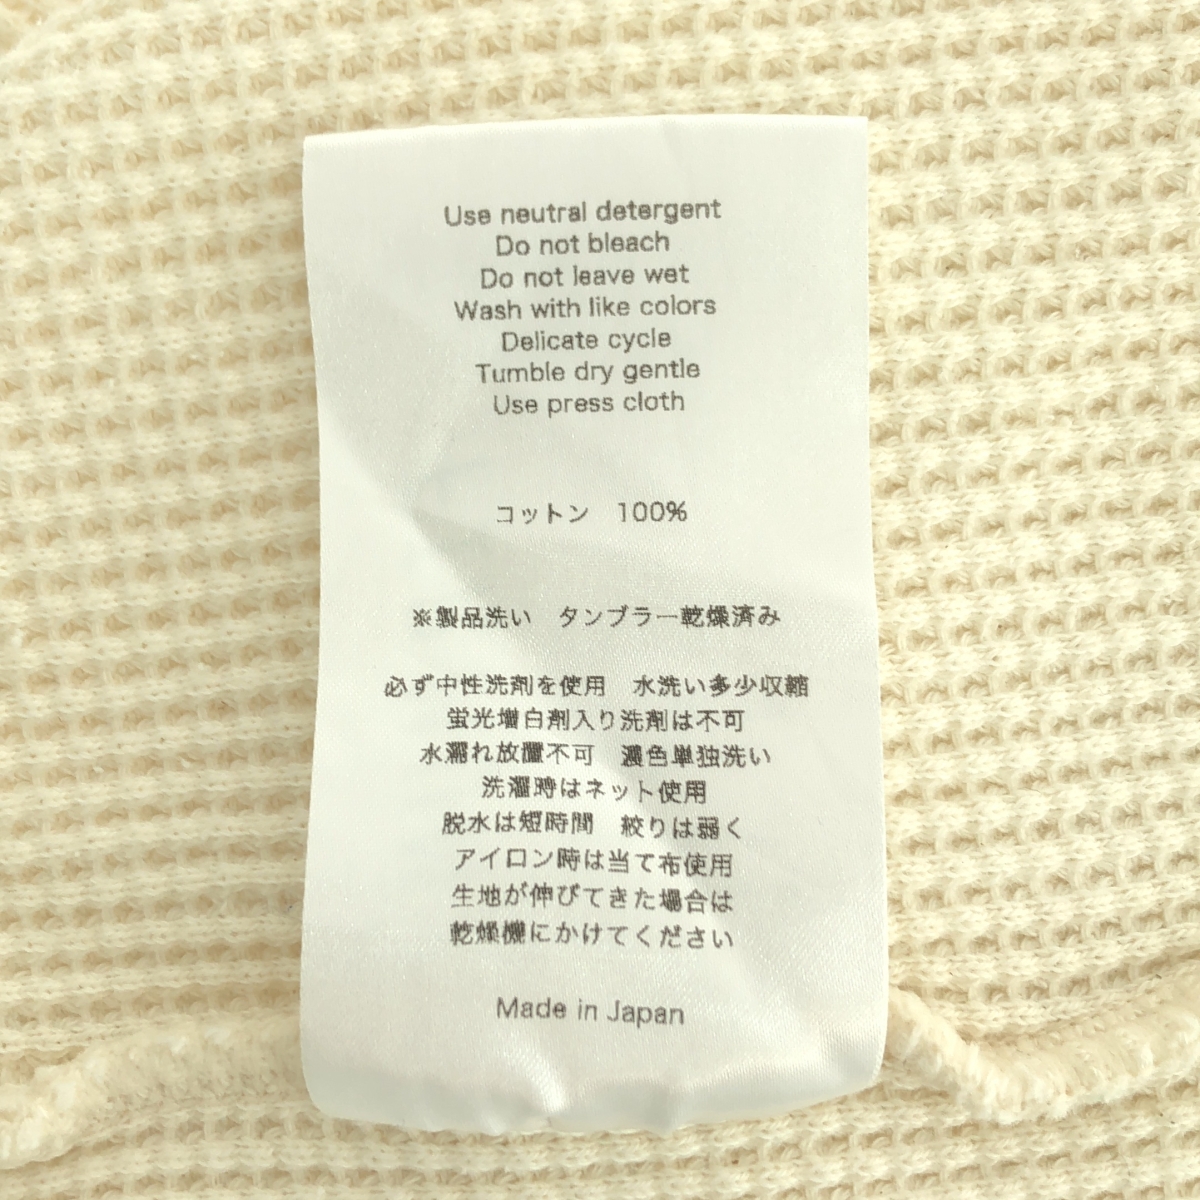 Use neutral detergent
Do not bleach
Do not leave wet
Wash with like colors
Delicate cycle
Tumble dry gentle
Use press cloth
コットン　100%
※製品洗い　タンブラー乾燥済み
必ず中性洗剤を使用　水洗い多少収縮
蛍光増白剤入り洗剤は不可
水濡れ放置不可　濃色単独洗い
洗濯時はネット使用
脱水は短時間　絞りは弱く
アイロン時は当て布使用
生地が伸びてきた場合は
乾燥機にかけてください
Made in Japan